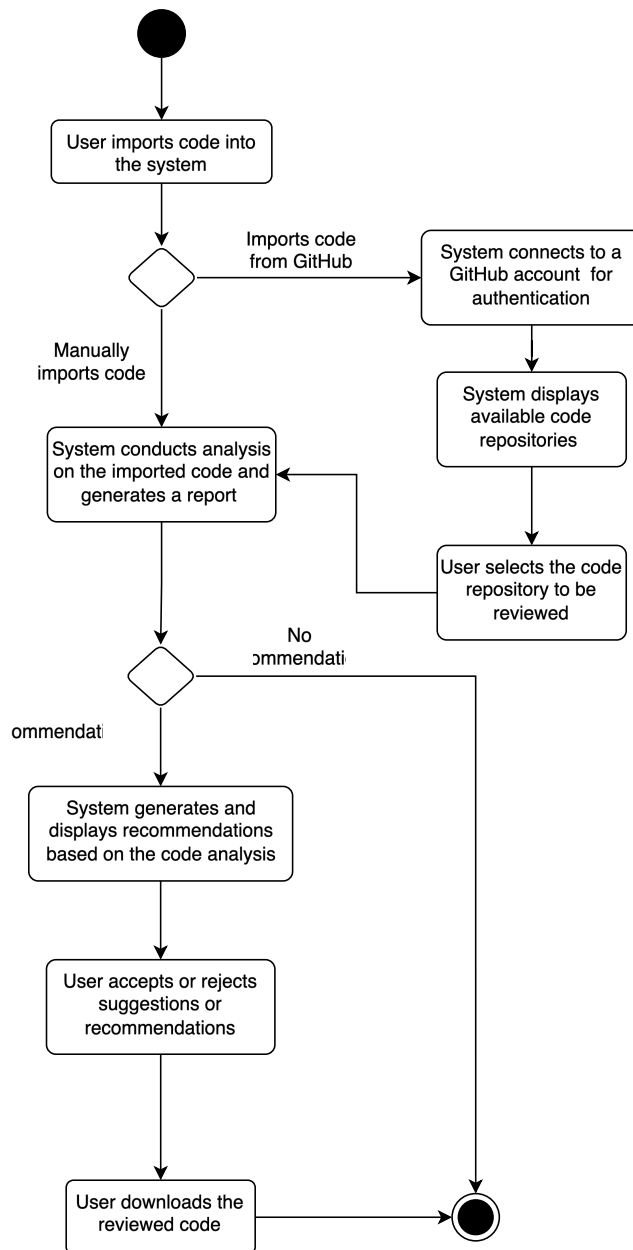 User imports code into
the system
Imports code
from GitHub
System connects to a
GitHub account for
authentication
Manually
imports code
System displays
available code
repositories
System conducts analysis
on the imported code and
generates a report
User selects the code
repository to be
reviewed
No
ommendati
ommendati
System generates and
displays recommendations
based on the code analysis
User accepts or rejects
suggestions or
recommendations
User downloads the
reviewed code